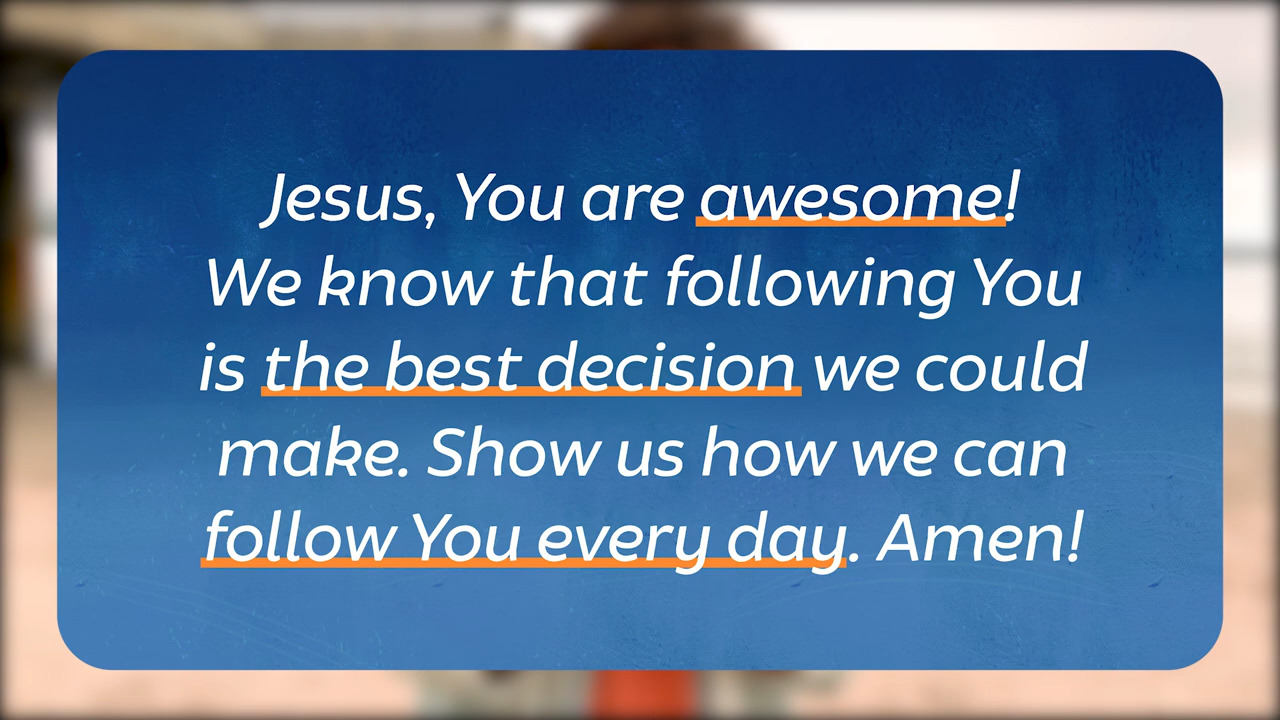 Jesus, You are awesome!
We know that following You
is the best decision we could
make. Show us how we can
follow You every day. Amen!